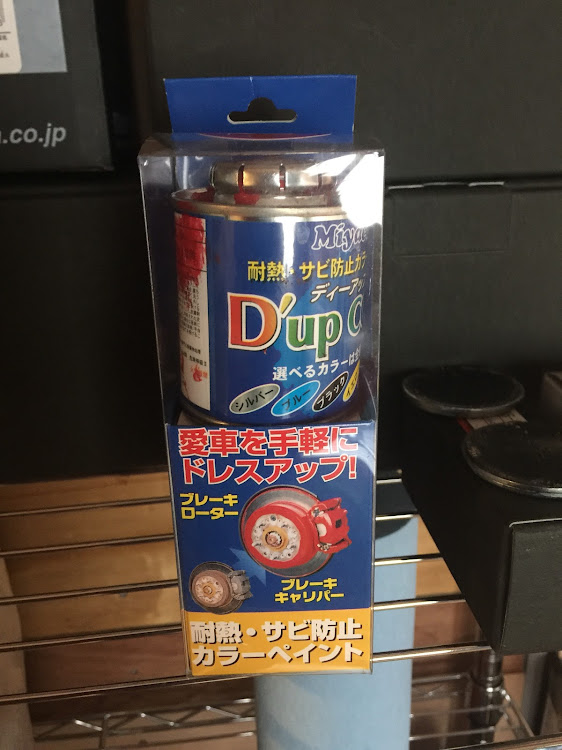 .co.jp
Miya
耐熱・サビ防止カラ
ディーアッ
D'up C
選べるカラーは
シルバー
ブルー
ブラック
愛車を手軽に
ドレスアップ!
ブレーキ
ローター
ブレーキ
キャリパー
耐熱・サビ防止
カラーペイント